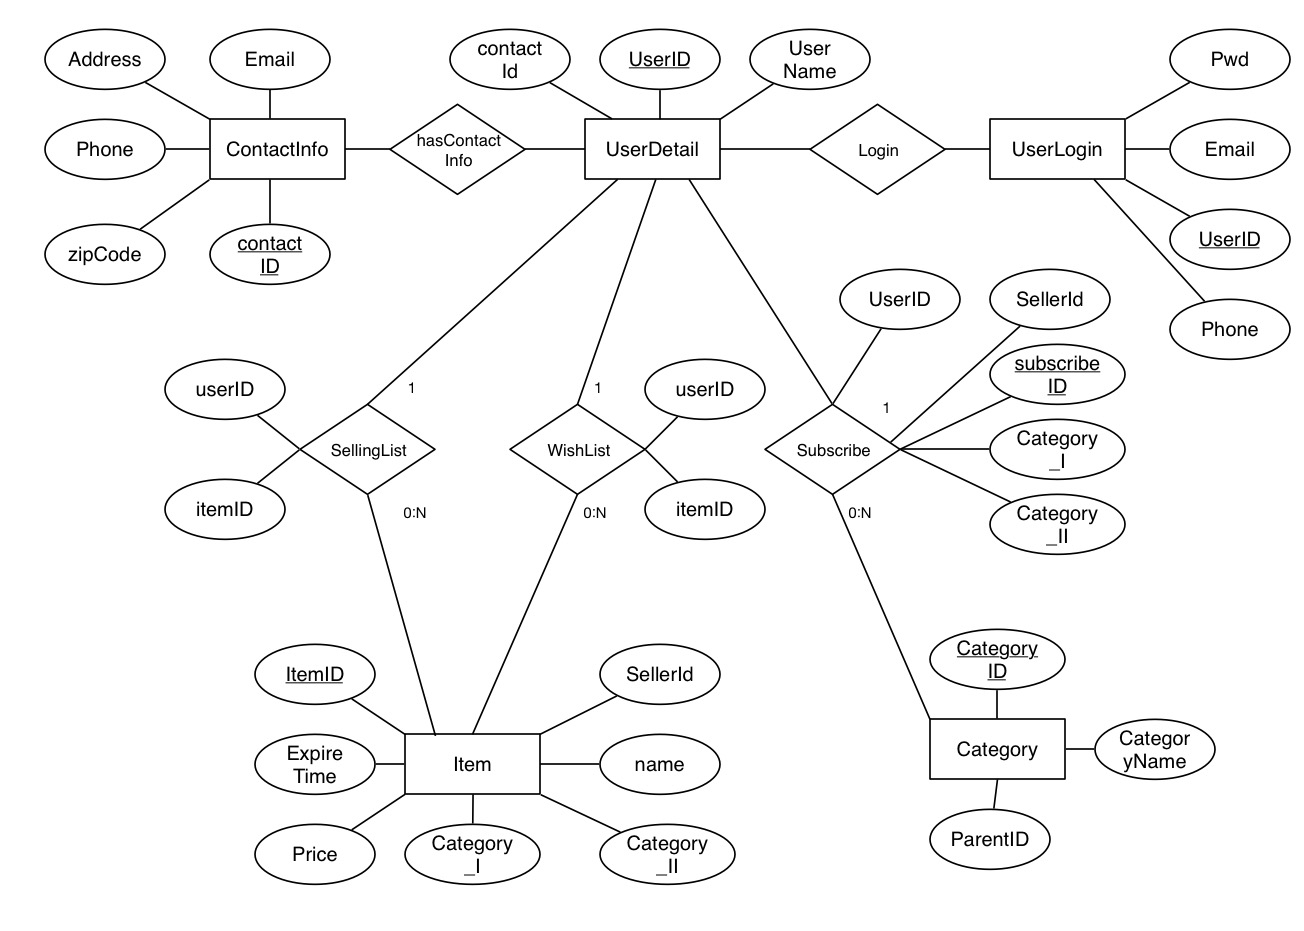 Address
Email
contact
Id
UserID
User
Name
Pwd
Phone
ContactInfo
hasContact
Info
UserDetail
Login
UserLogin
Email
zipCode
contact
ID
UserID
Phone
UserID
SellerId
subscribe
ID
Category
_I
Category
_II
userID
1
SellingList
itemID
0:N
1
WishList
userID
itemID
0:N
1
Subscribe
0:N
ItemID
SellerId
Expire
Time
Item
name
Price
Category
_I
Category
_II
Category
ID
Category
Categor
yName
ParentID